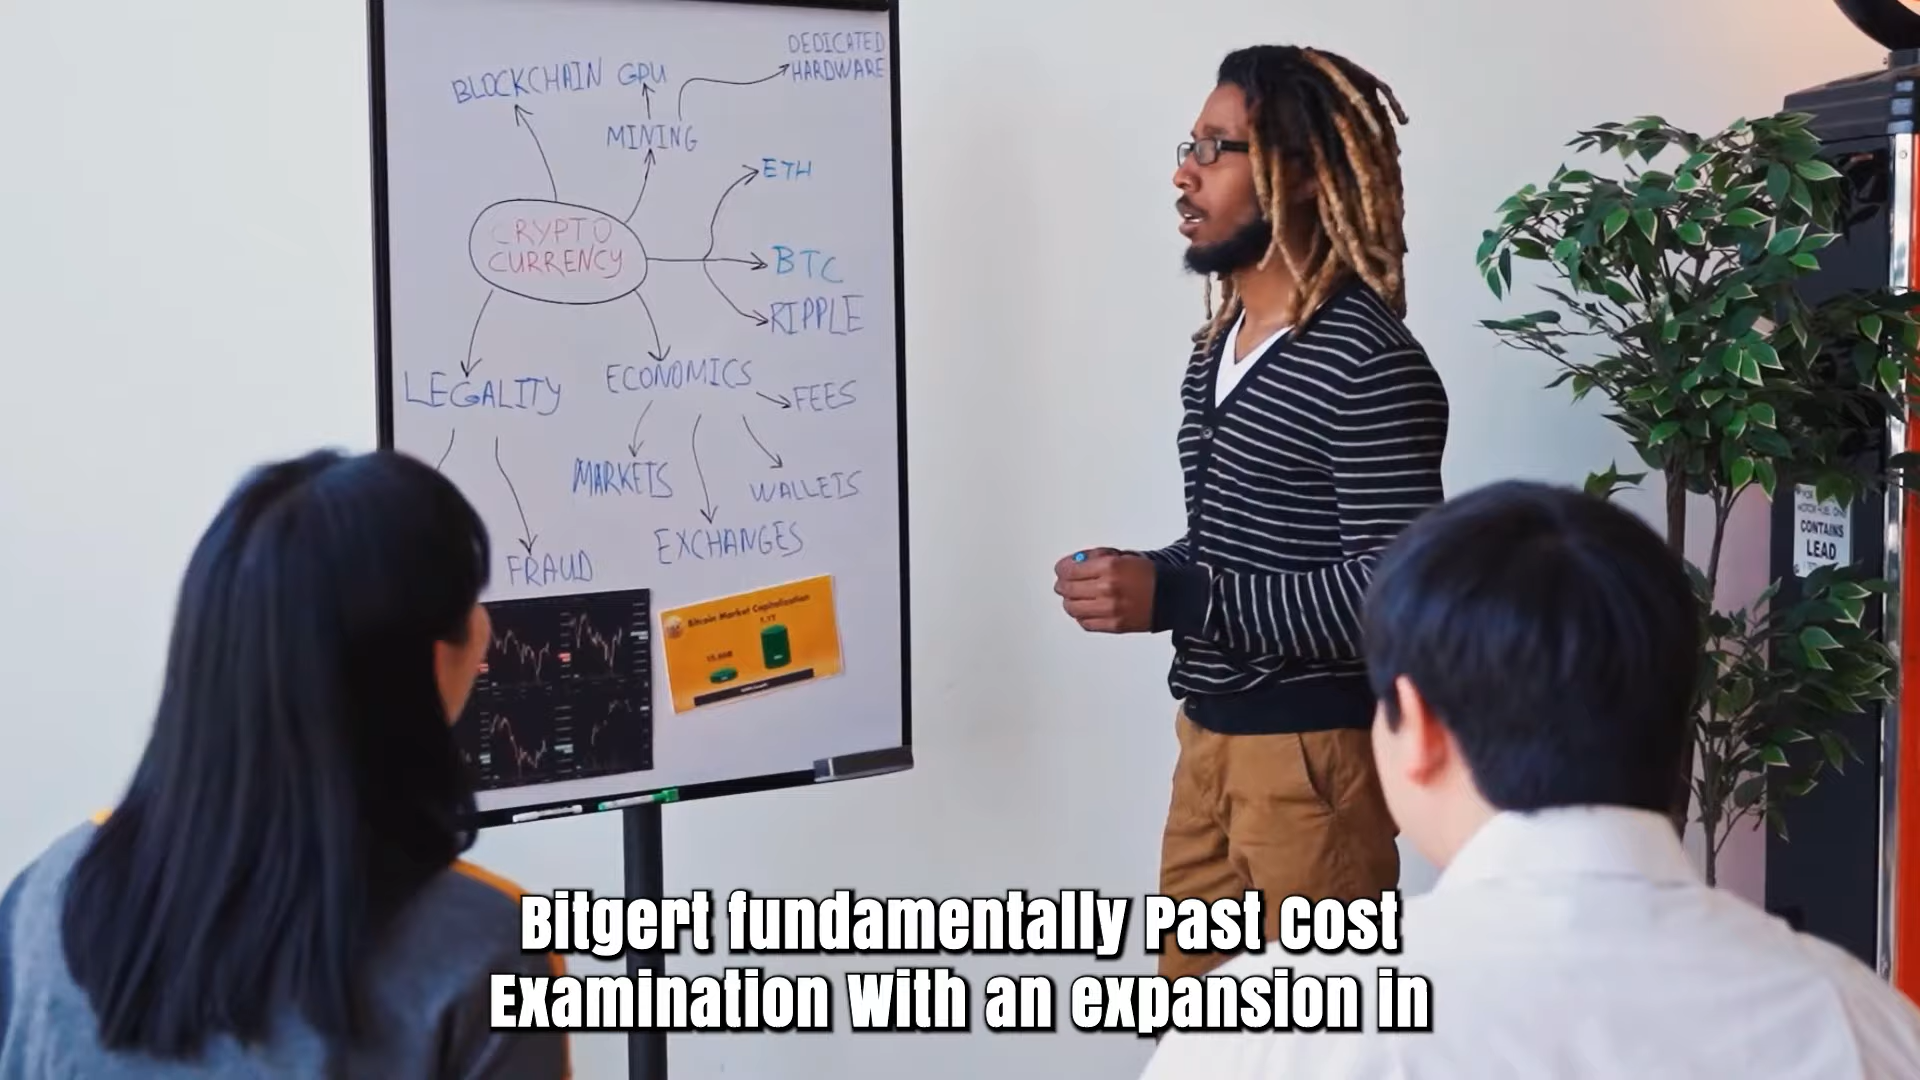 DEDICATED
HARDWARE
BLOCKCHAIN GPU
MINING
ETH
CRYPTO
CURRENCY
BTC
RIPPLE
LEGALITY
ECONOMICS
FEES
MARKETS
WALLETS
EXCHANGES
FRAUD
Bitcoin Market Capitalization
CONTAINS
LEAD
Bitgert fundamentally Past Cost
Examination With an expansion in